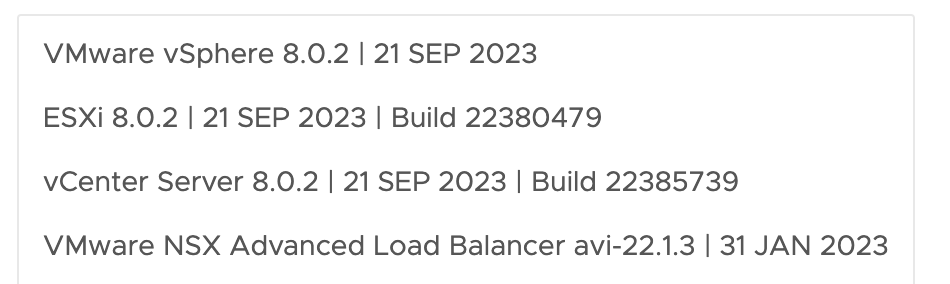 VMware vSphere 8.0.2 | 21 SEP 2023
ESXi 8.0.2 | 21 SEP 2023 | Build 22380479
vCenter Server 8.0.2 | 21 SEP 2023 | Build 22385739
VMware NSX Advanced Load Balancer avi-22.1.3 | 31 JAN 2023